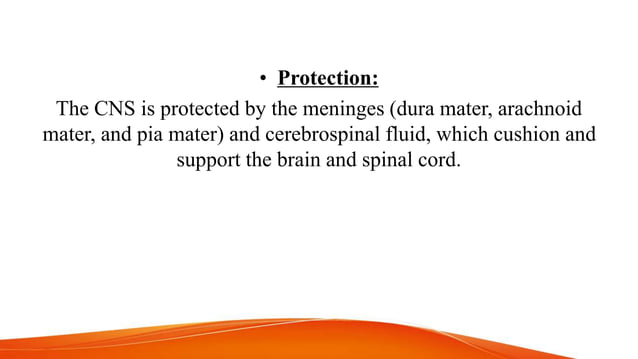 • Protection:
The CNS is protected by the meninges (dura mater, arachnoid
mater, and pia mater) and cerebrospinal fluid, which cushion and
support the brain and spinal cord.